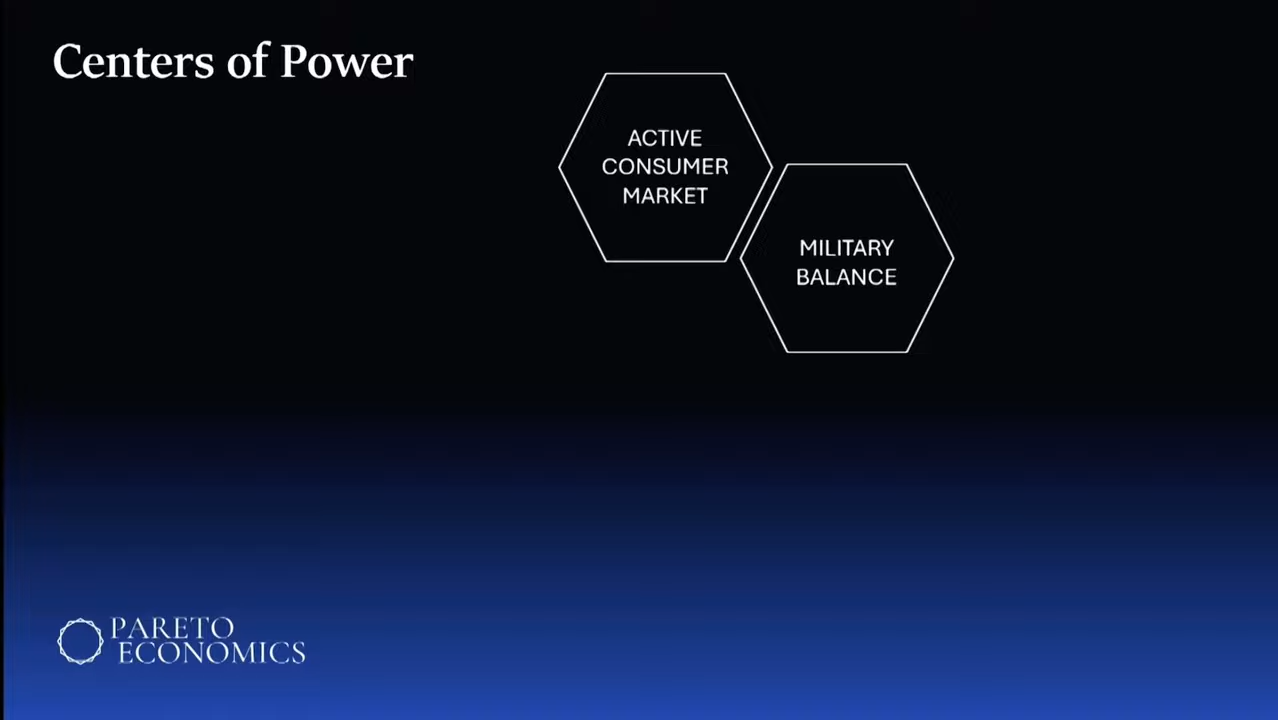 Centers of Power
ACTIVE
CONSUMER
MARKET
MILITARY
BALANCE
PARETO
ECONOMICS